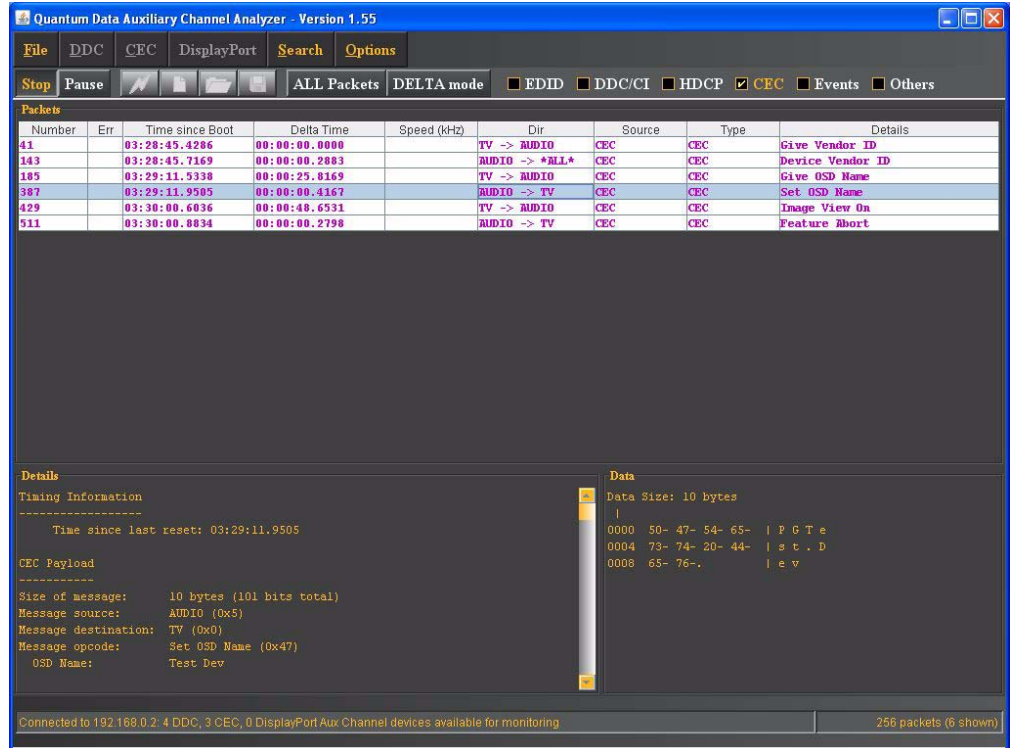 Quantum Data Auxiliary Channel Analyzer - Version 1.55
File DDC CEC DisplayPort Search Options
Stop Pause ALL Packets DELTA mode EDID DDC/CI HDCP CEC Events Others
Packets
Number Err Time since Boot Delta Time Speed (kHz) Dir Source Type Details
41 03:28:45.4286 00:00:00.0000 TV -> AUDIO CEC CEC Give Vendor ID
143 03:28:45.7169 00:00:00.2883 AUDIO -> *ALL* CEC CEC Device Vendor ID
185 03:29:11.5338 00:00:25.8169 TV -> AUDIO CEC CEC Give OSD Name
387 03:29:11.9505 00:00:00.4167 AUDIO -> TV CEC CEC Set OSD Name
429 03:30:00.6036 00:00:48.6531 TV -> AUDIO CEC CEC Image View On
511 03:30:00.8834 00:00:00.2798 AUDIO -> TV CEC CEC Feature Abort
Details
Timing Information
------------------
Time since last reset: 03:29:11.9505
CEC Payload
-----------
Size of message: 10 bytes (101 bits total)
Message source: AUDIO (0x5)
Message destination: TV (0x0)
Message opcode: Set OSD Name (0x47)
OSD Name: Test Dev
Data
Data Size: 10 bytes
|
0000 50- 47- 54- 65- | P G T e
0004 73- 74- 20- 44- | s t . D
0008 65- 76-. | e v
Connected to 192.168.0.2: 4 DDC, 3 CEC, 0 DisplayPort Aux Channel devices available for monitoring
256 packets (6 shown)